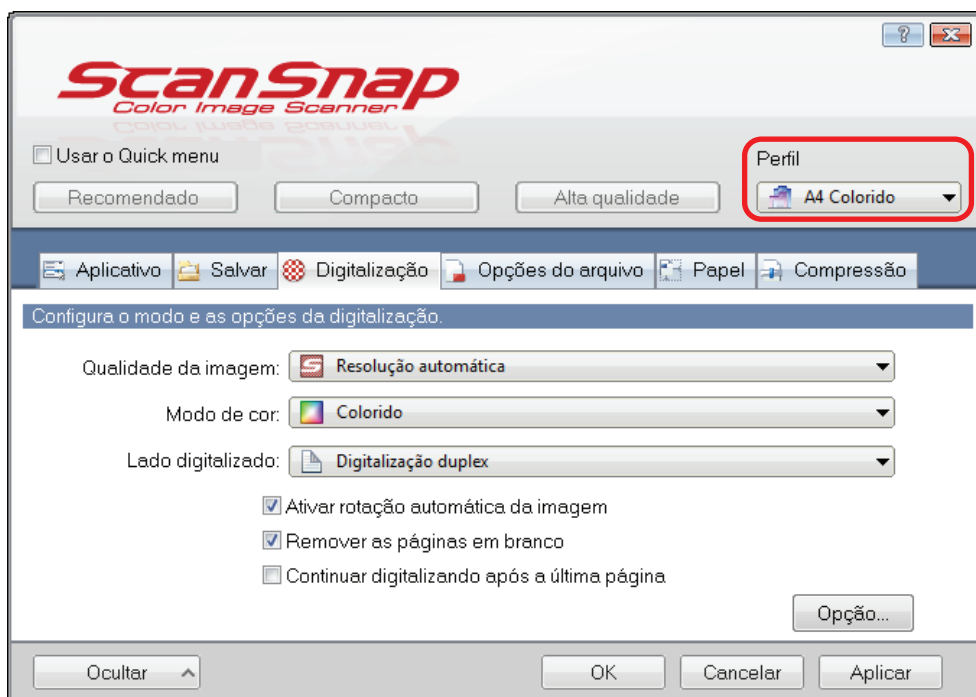 ScanSnap
Color Image Scanner
Usar o Quick menu
Perfil
Recomendado Compacto Alta qualidade A4 Colorido
Aplicativo Salvar Digitalização Opções do arquivo Papel Compressão
Configura o modo e as opções da digitalização.
Qualidade da imagem: Resolução automática
Modo de cor: Colorido
Lado digitalizado: Digitalização duplex
Ativar rotação automática da imagem
Remover as páginas em branco
Continuar digitalizando após a última página
Opção...
Ocultar OK Cancelar Aplicar